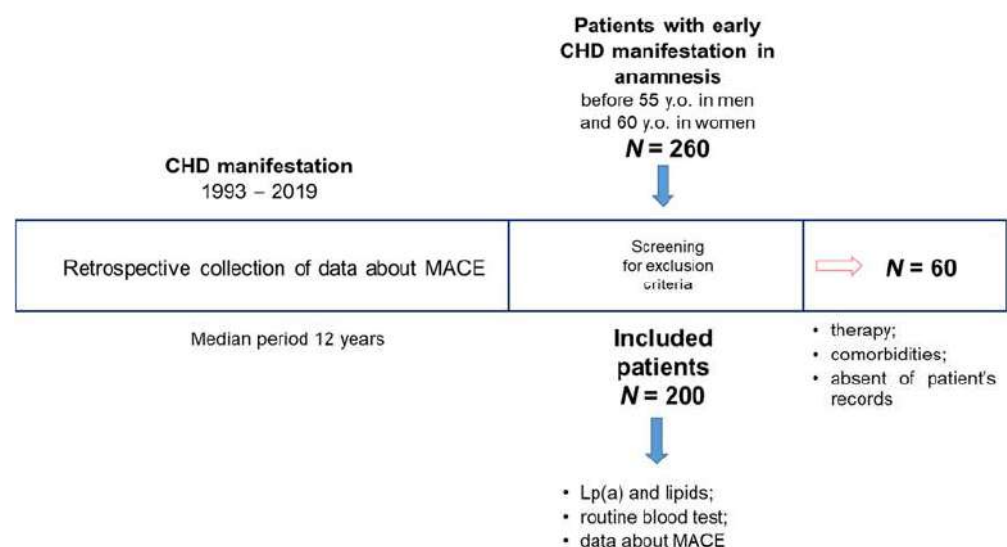 Patients with early
CHD manifestation in
anamnesis
before 55 y.o. in men
and 60 y.o. in women
N = 260
CHD manifestation
1993 – 2019
Retrospective collection of data about MACE
Screening
for exclusion
criteria
N = 60
Median period 12 years
Included
patients
N = 200
• therapy;
• comorbidities;
• absent of patient's
records
• Lp(a) and lipids;
• routine blood test;
• data about MACE